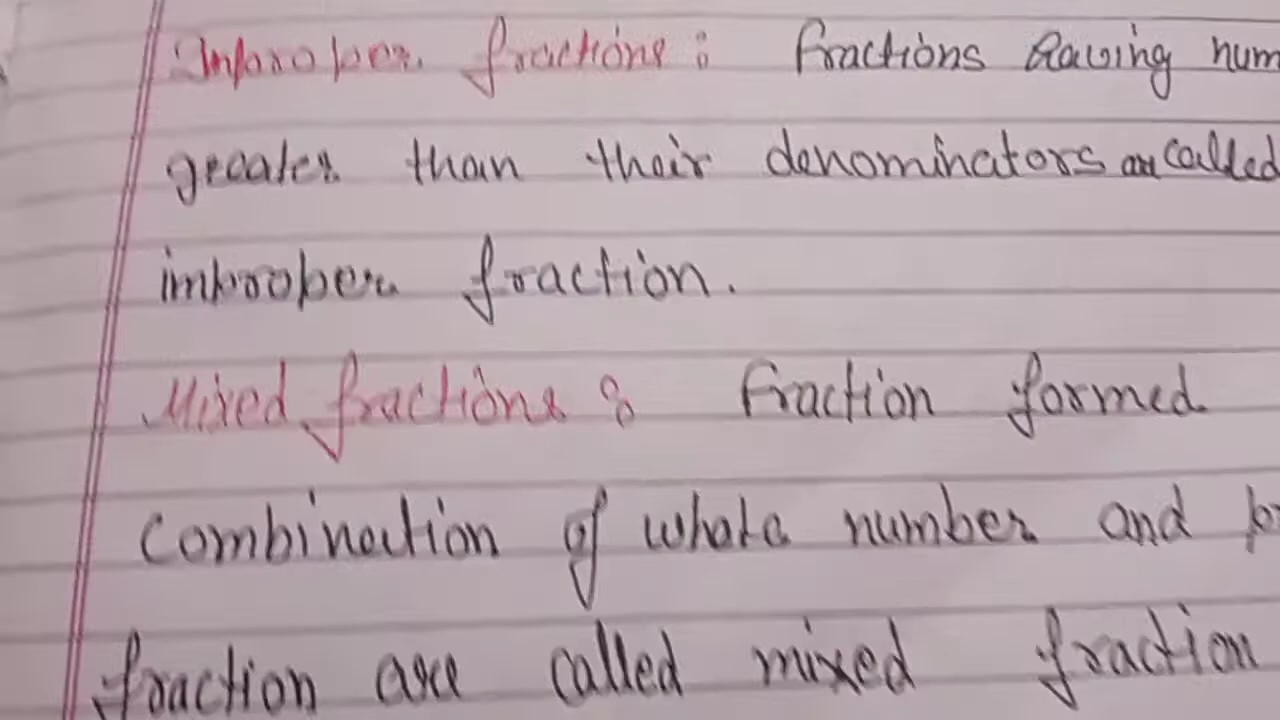 Improper fractions : fractions having num
greater than their denominators are called
improper fraction.
Mixed fractions : fraction formed
combination of whole number and
fraction are called mixed fraction